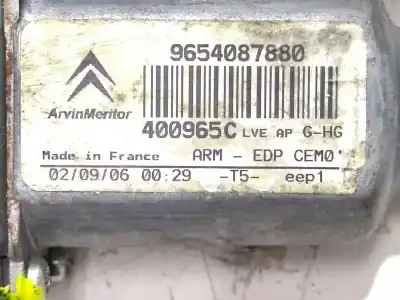 9654087880
ArvinMeritor
400965C LVE AP G-HG
Made in France ARM - EDP CEM0'
02/09/06 00:29 -T5- eep1